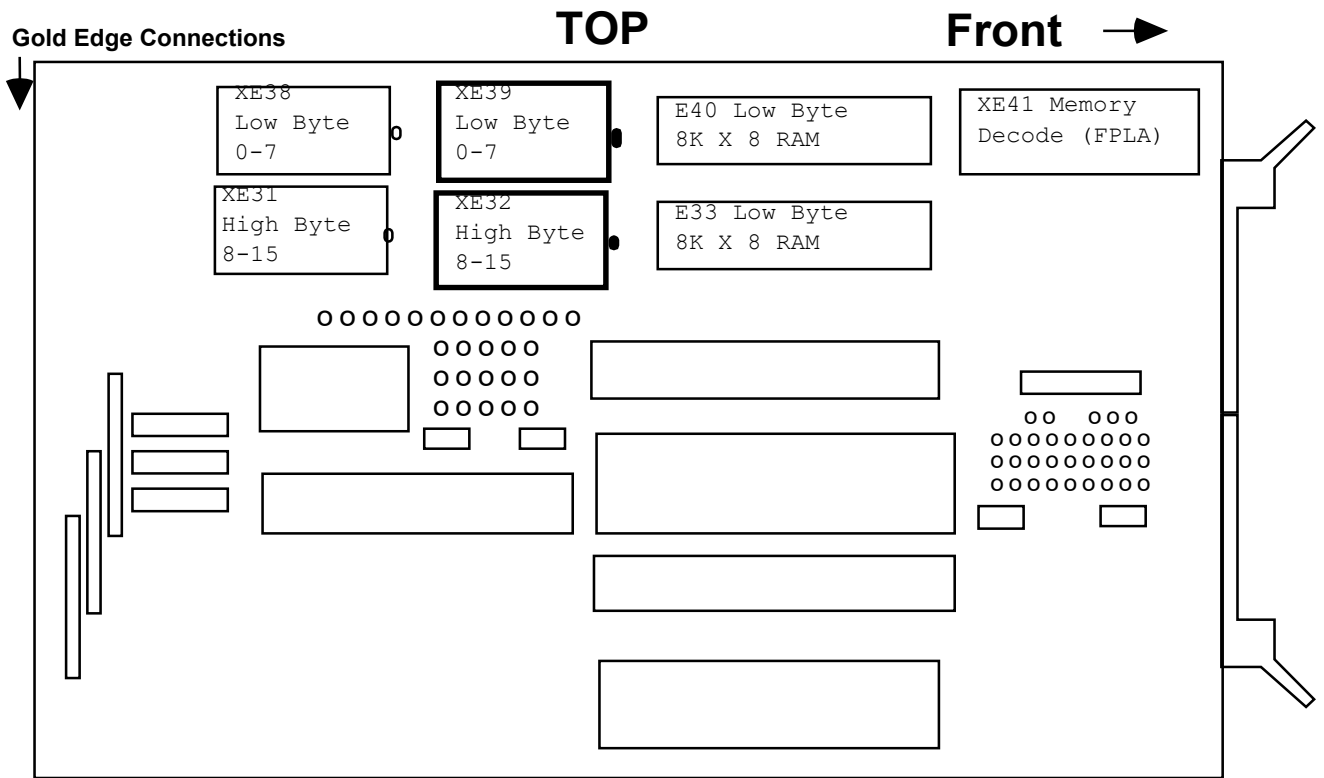 TOP
Front
Gold Edge Connections
XE38
Low Byte
0-7
XE39
Low Byte
0-7
E40 Low Byte
8K X 8 RAM
XE41 Memory
Decode (FPLA)
XE31
High Byte
8-15
XE32
High Byte
8-15
E33 Low Byte
8K X 8 RAM